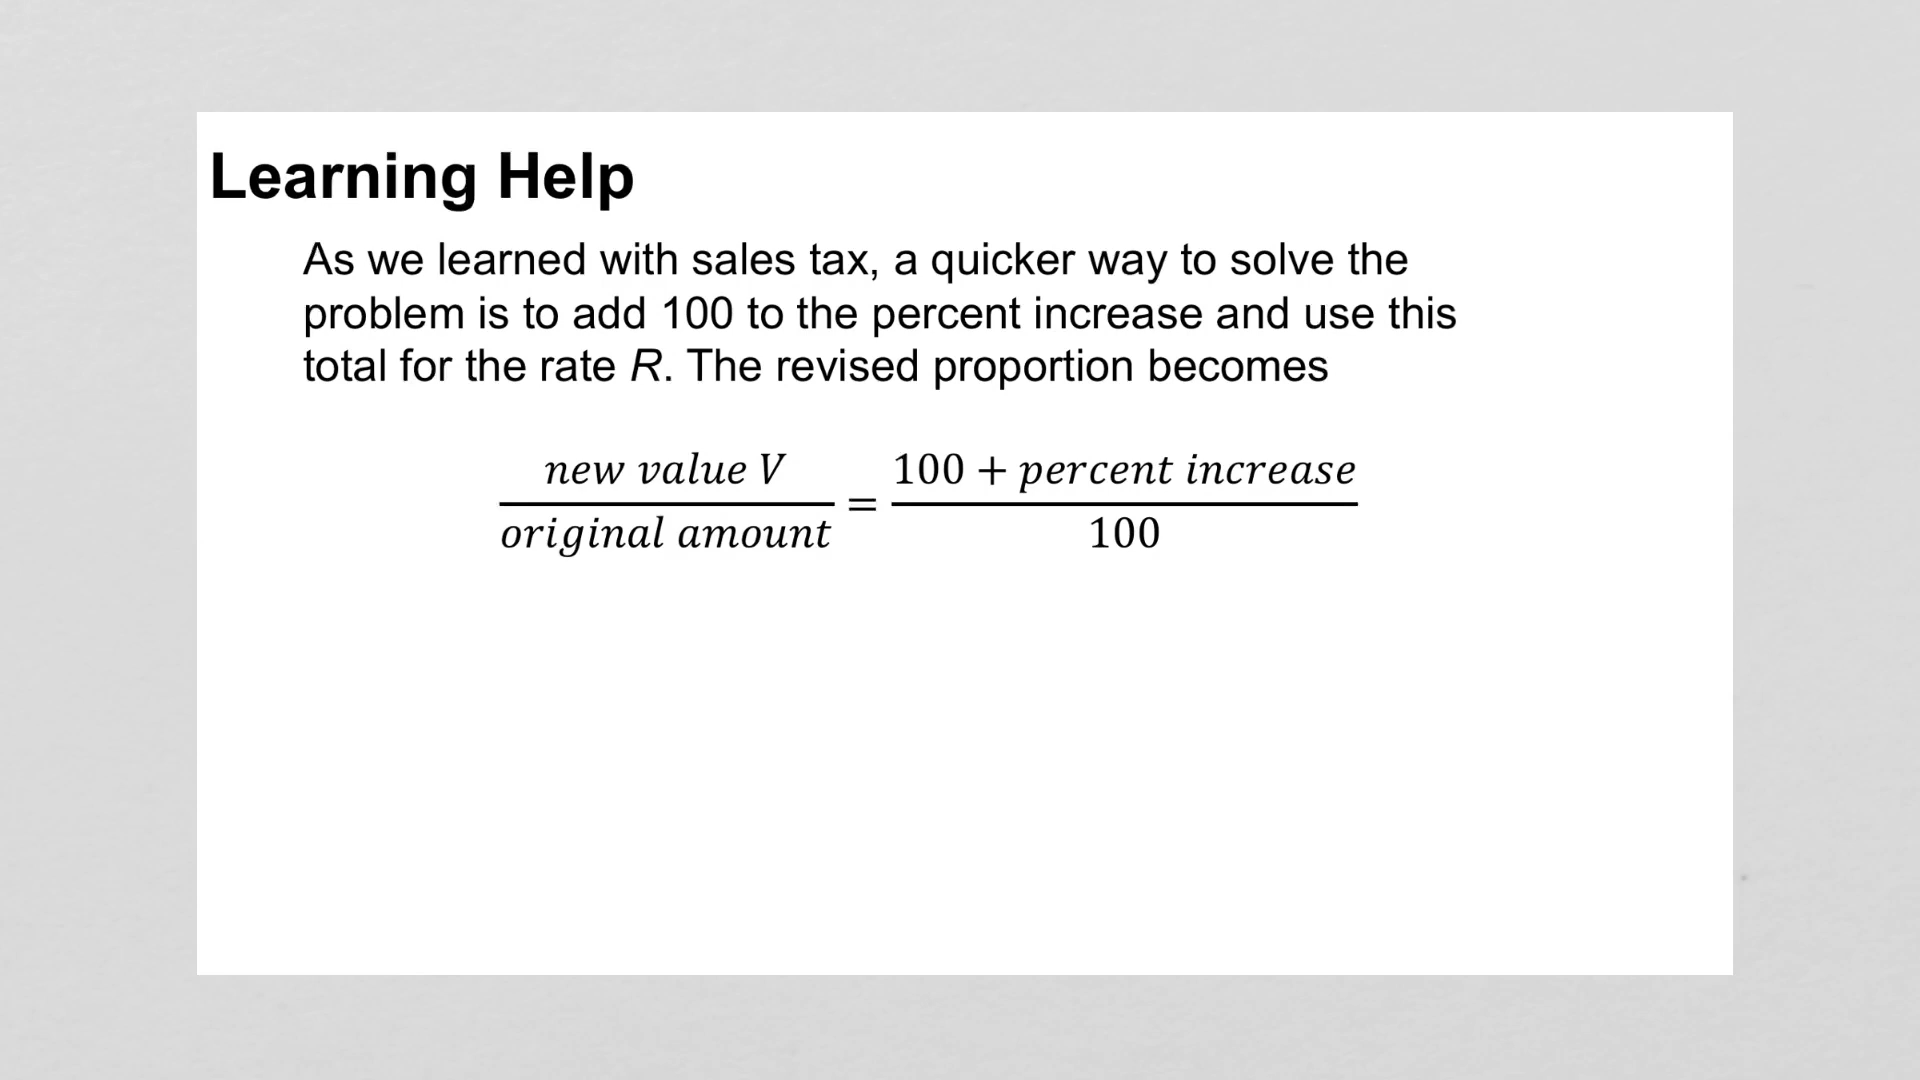 Learning Help
As we learned with sales tax, a quicker way to solve the
problem is to add 100 to the percent increase and use this
total for the rate R. The revised proportion becomes
new value V / original amount = 100 + percent increase / 100